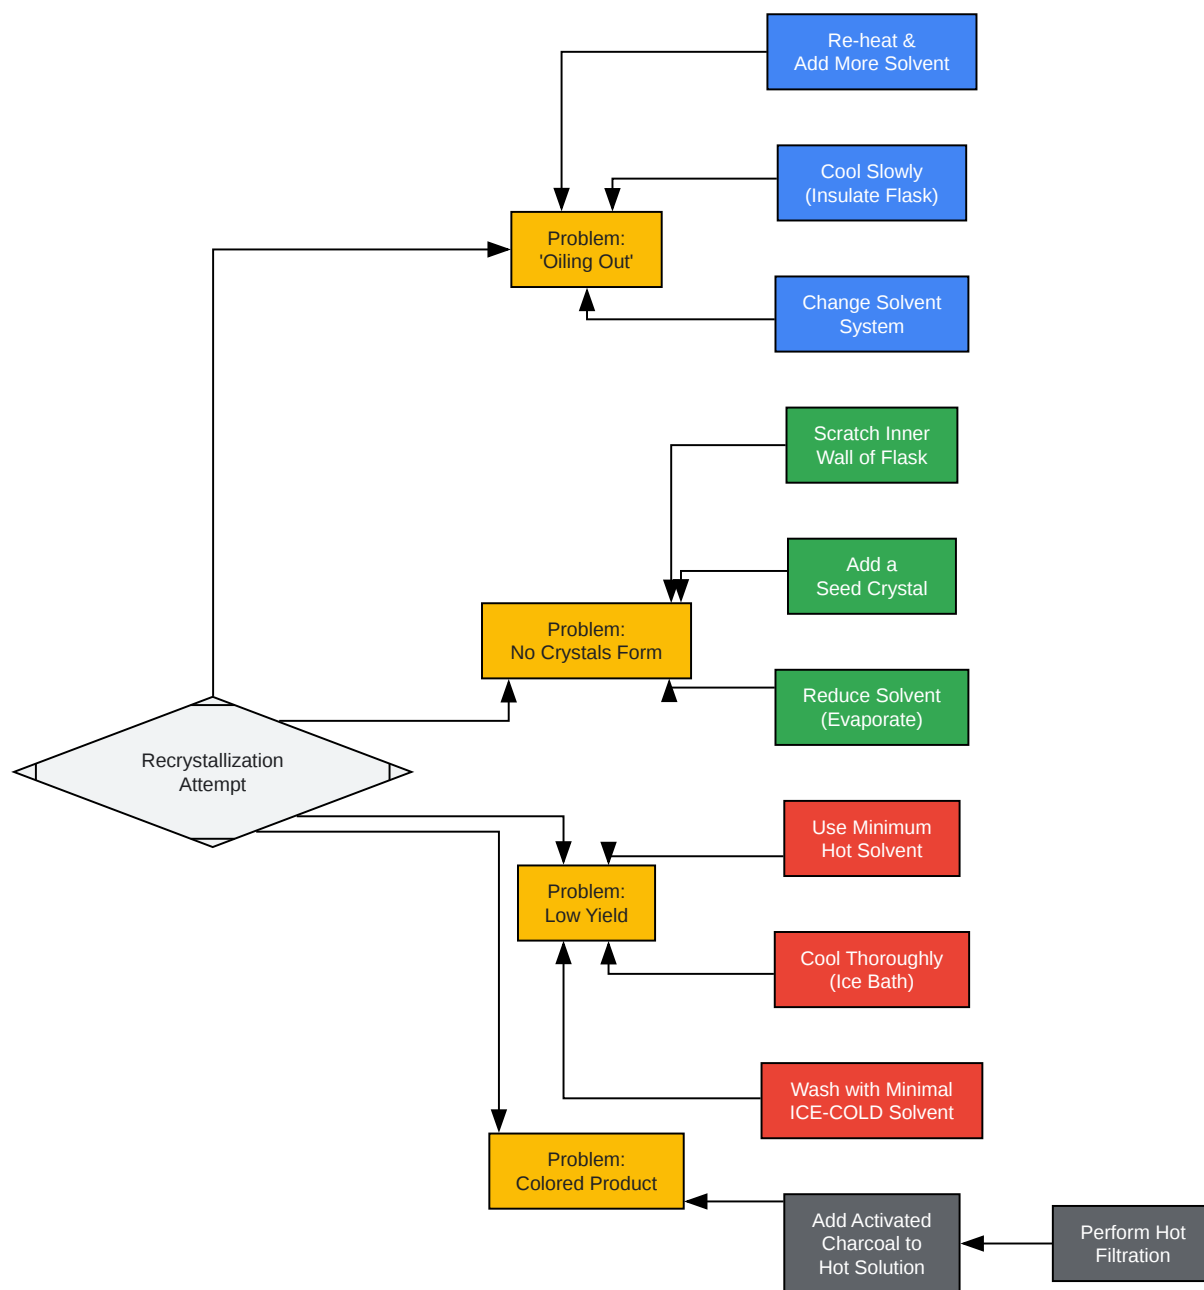 Re-heat &
Add More Solvent
Cool Slowly
(Insulate Flask)
Problem:
'Oiling Out'
Change Solvent
System
Scratch Inner
Wall of Flask
Add a
Seed Crystal
Problem:
No Crystals Form
Reduce Solvent
(Evaporate)
Recrystallization
Attempt
Use Minimum
Hot Solvent
Problem:
Low Yield
Cool Thoroughly
(Ice Bath)
Wash with Minimal
ICE-COLD Solvent
Problem:
Colored Product
Add Activated
Charcoal to
Hot Solution
Perform Hot
Filtration